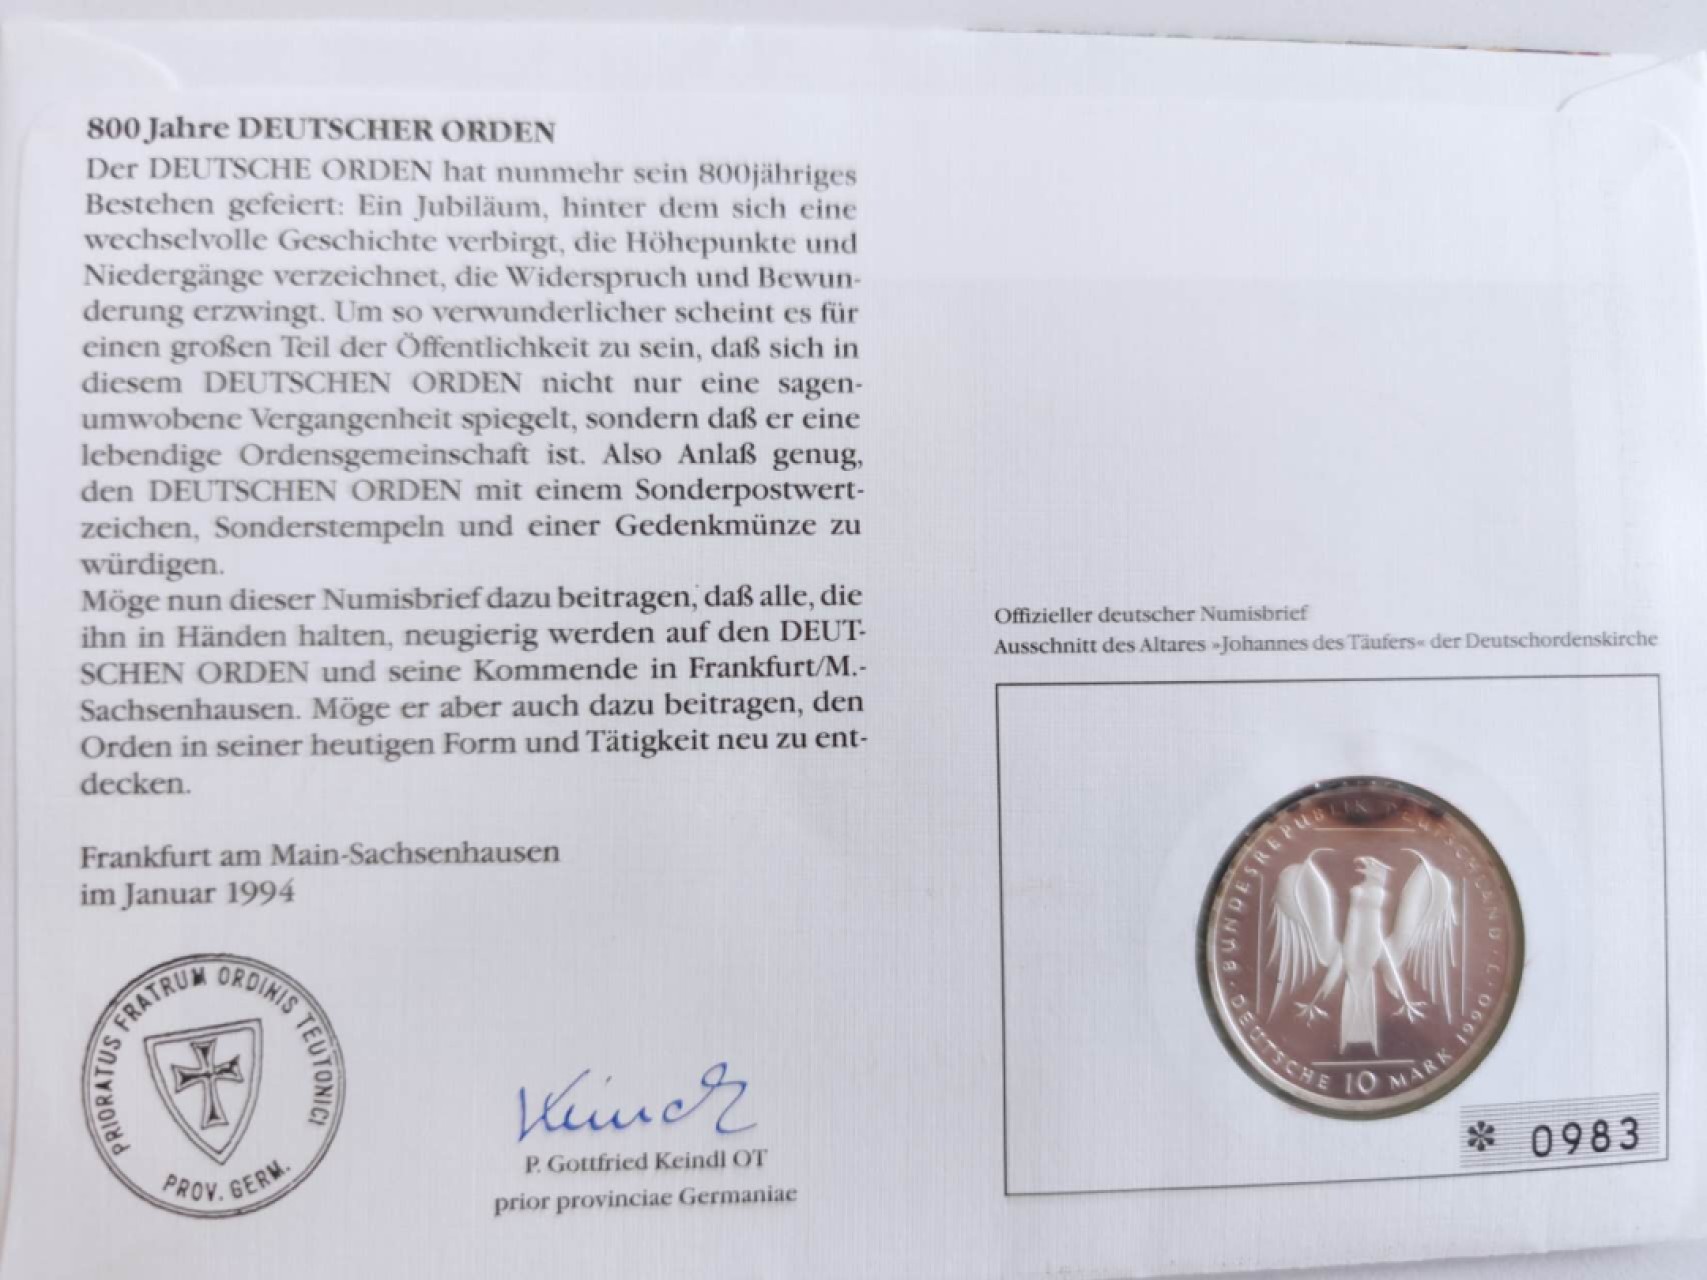 800 Jahre DEUTSCHER ORDEN
Der DEUTSCHE ORDEN hat nunmehr sein 800jähriges
Bestehen gefeiert: Ein Jubiläum, hinter dem sich eine
wechselvolle Geschichte verbirgt, die Höhepunkte und
Niedergänge verzeichnet, die Widerspruch und Bewun-
derung erzwingt. Um so verwunderlicher scheint es für
einen großen Teil der Öffentlichkeit zu sein, daß sich in
diesem DEUTSCHEN ORDEN nicht nur eine sagen-
umwobene Vergangenheit spiegelt, sondern daß er eine
lebendige Ordensgemeinschaft ist. Also Anlaß genug,
den DEUTSCHEN ORDEN mit einem Sonderpostwert-
zeichen, Sonderstempeln und einer Gedenkmünze zu
würdigen.
Möge nun dieser Numisbrief dazu beitragen, daß alle, die
ihn in Händen halten, neugierig werden auf den DEUT-
SCHEN ORDEN und seine Kommende in Frankfurt/M.-
Sachsenhausen. Möge er aber auch dazu beitragen, den
Orden in seiner heutigen Form und Tätigkeit neu zu ent-
decken.
Frankfurt am Main-Sachsenhausen
im Januar 1994
PRIORATUS FRATRUM ORDINIS TEUTONICI
PROV. GERM.
Keindl
P. Gottfried Keindl OT
prior provinciae Germaniae
Offizieller deutscher Numisbrief
Ausschnitt des Altares »Johannes des Täufers« der Deutschordenskirche
BUNDESREPUBLIK DEUTSCHLAND · J ·
· DEUTSCHE 10 MARK 1990
* 0983